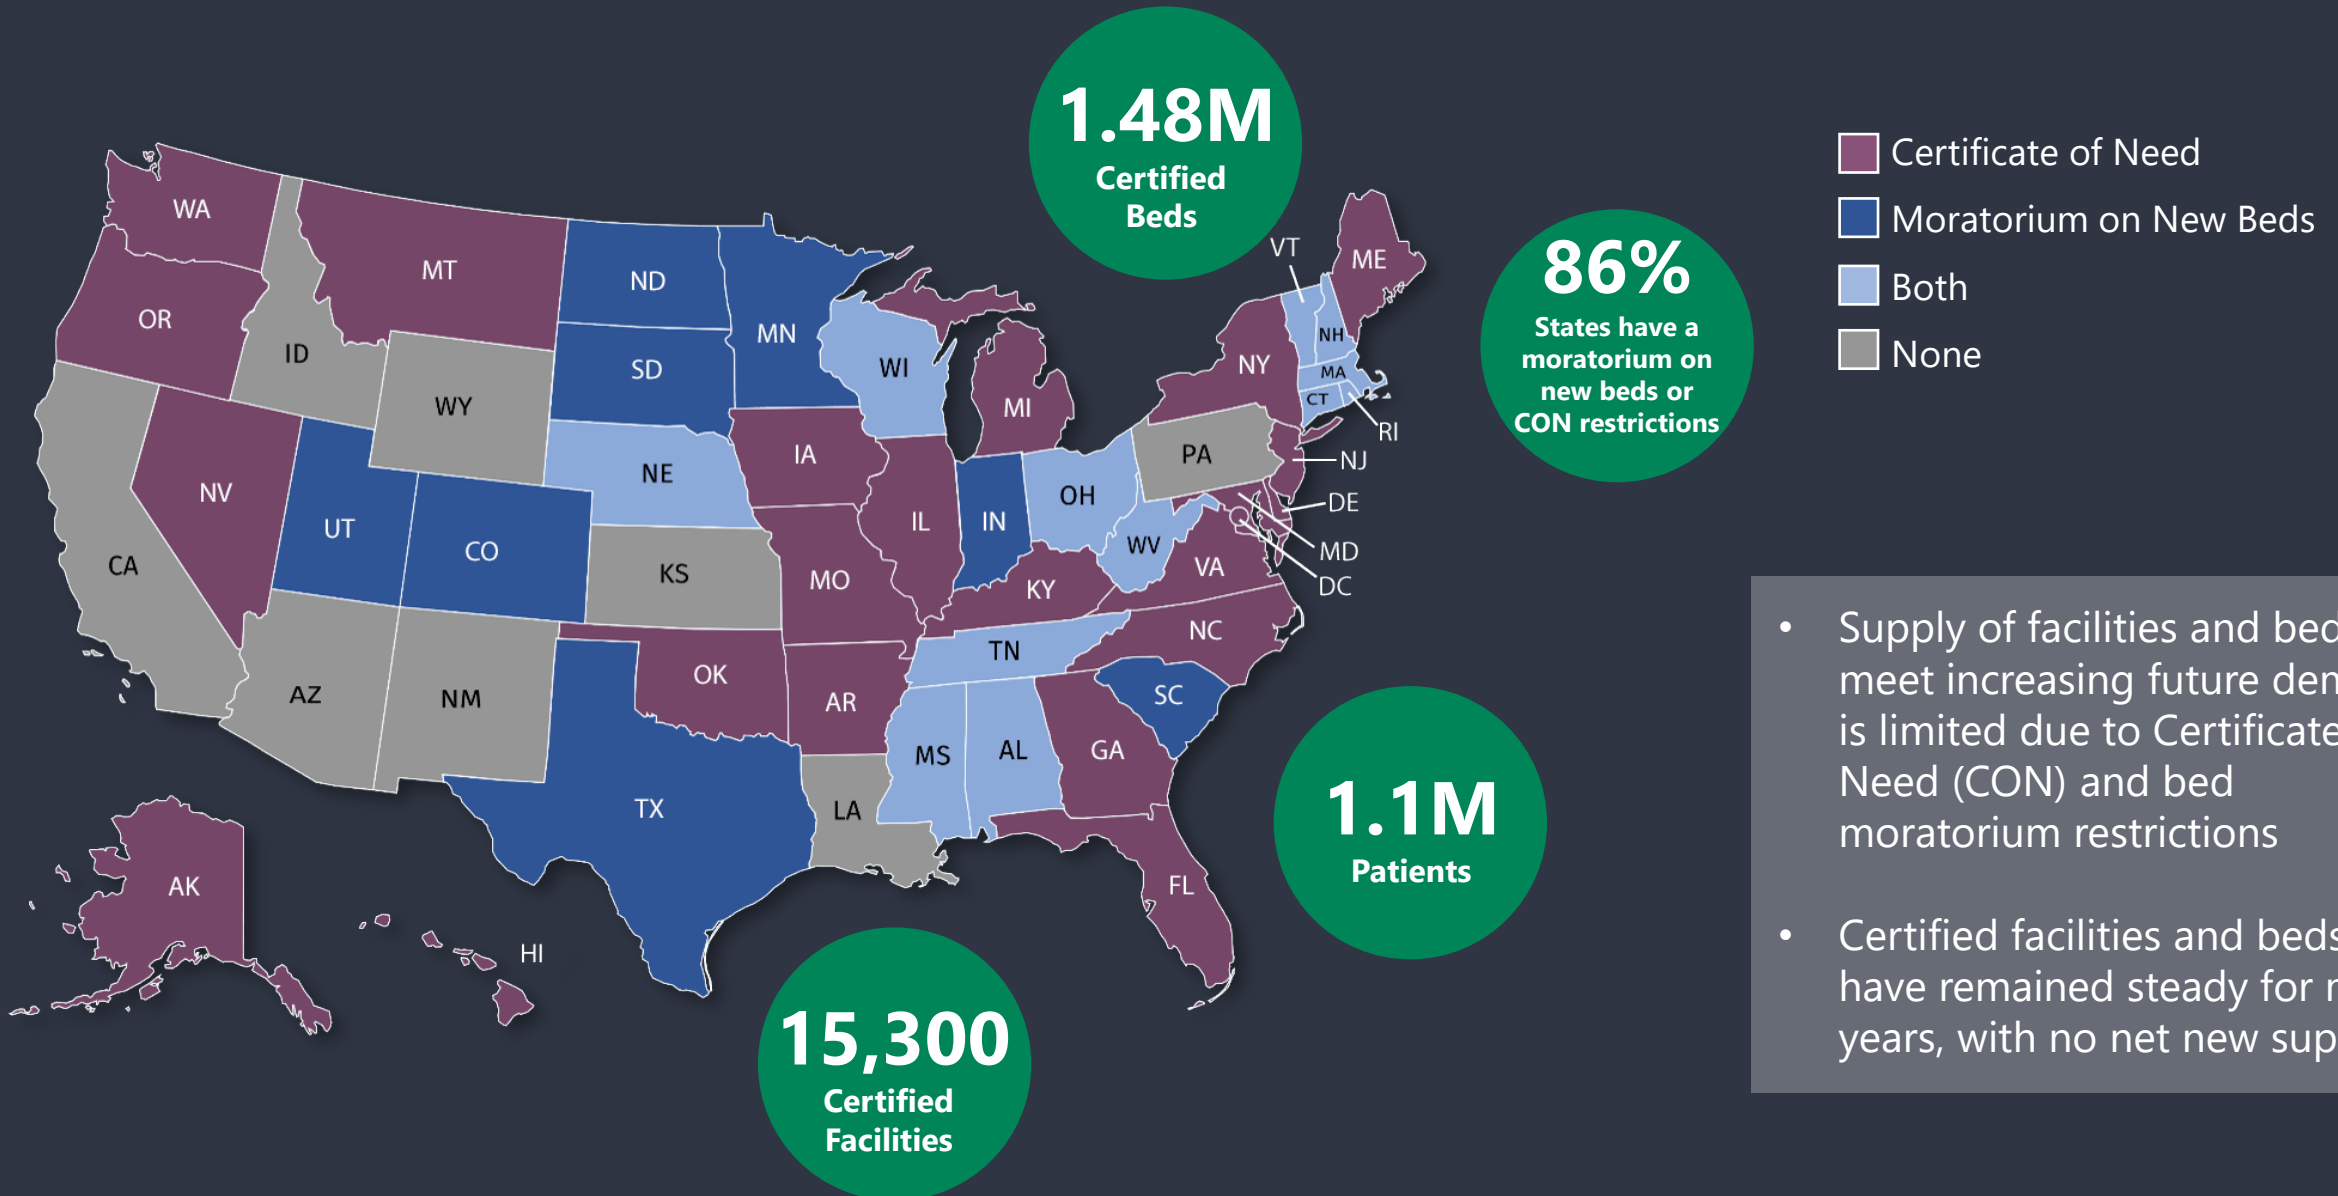 1.48M
Certified
Beds
86%
States have a
moratorium on
new beds or
CON restrictions
Certificate of Need
Moratorium on New Beds
Both
None
WA
MT
ND
MN
OR
ID
WY
SD
WI
MI
VT
ME
NH
NY
MA
CT
RI
NV
UT
CO
NE
IA
IL
IN
OH
PA
NJ
DE
MD
DC
CA
KS
MO
KY
WV
VA
AZ
NM
OK
AR
TN
NC
SC
TX
LA
MS
AL
GA
FL
AK
HI
1.1M
Patients
15,300
Certified
Facilities
• Supply of facilities and
meet increasing future
is limited due to Certificate
Need (CON) and bed
moratorium restrictions
• Certified facilities and beds
have remained steady for
years, with no net new